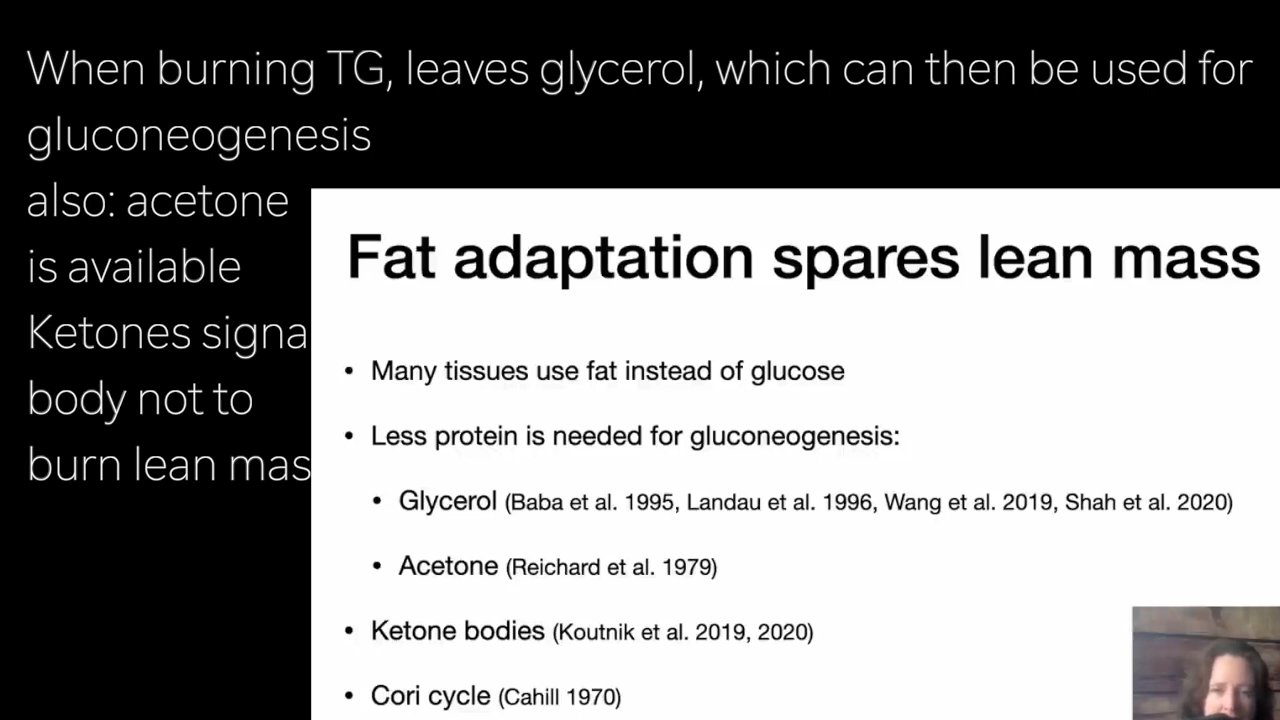 When burning TG, leaves glycerol, which can then be used for
gluconeogenesis
also: acetone
is available
Ketones signa
body not to
burn lean mas
Fat adaptation spares lean mass
• Many tissues use fat instead of glucose
• Less protein is needed for gluconeogenesis:
• Glycerol (Baba et al. 1995, Landau et al. 1996, Wang et al. 2019, Shah et al. 2020)
• Acetone (Reichard et al. 1979)
• Ketone bodies (Koutnik et al. 2019, 2020)
• Cori cycle (Cahill 1970)